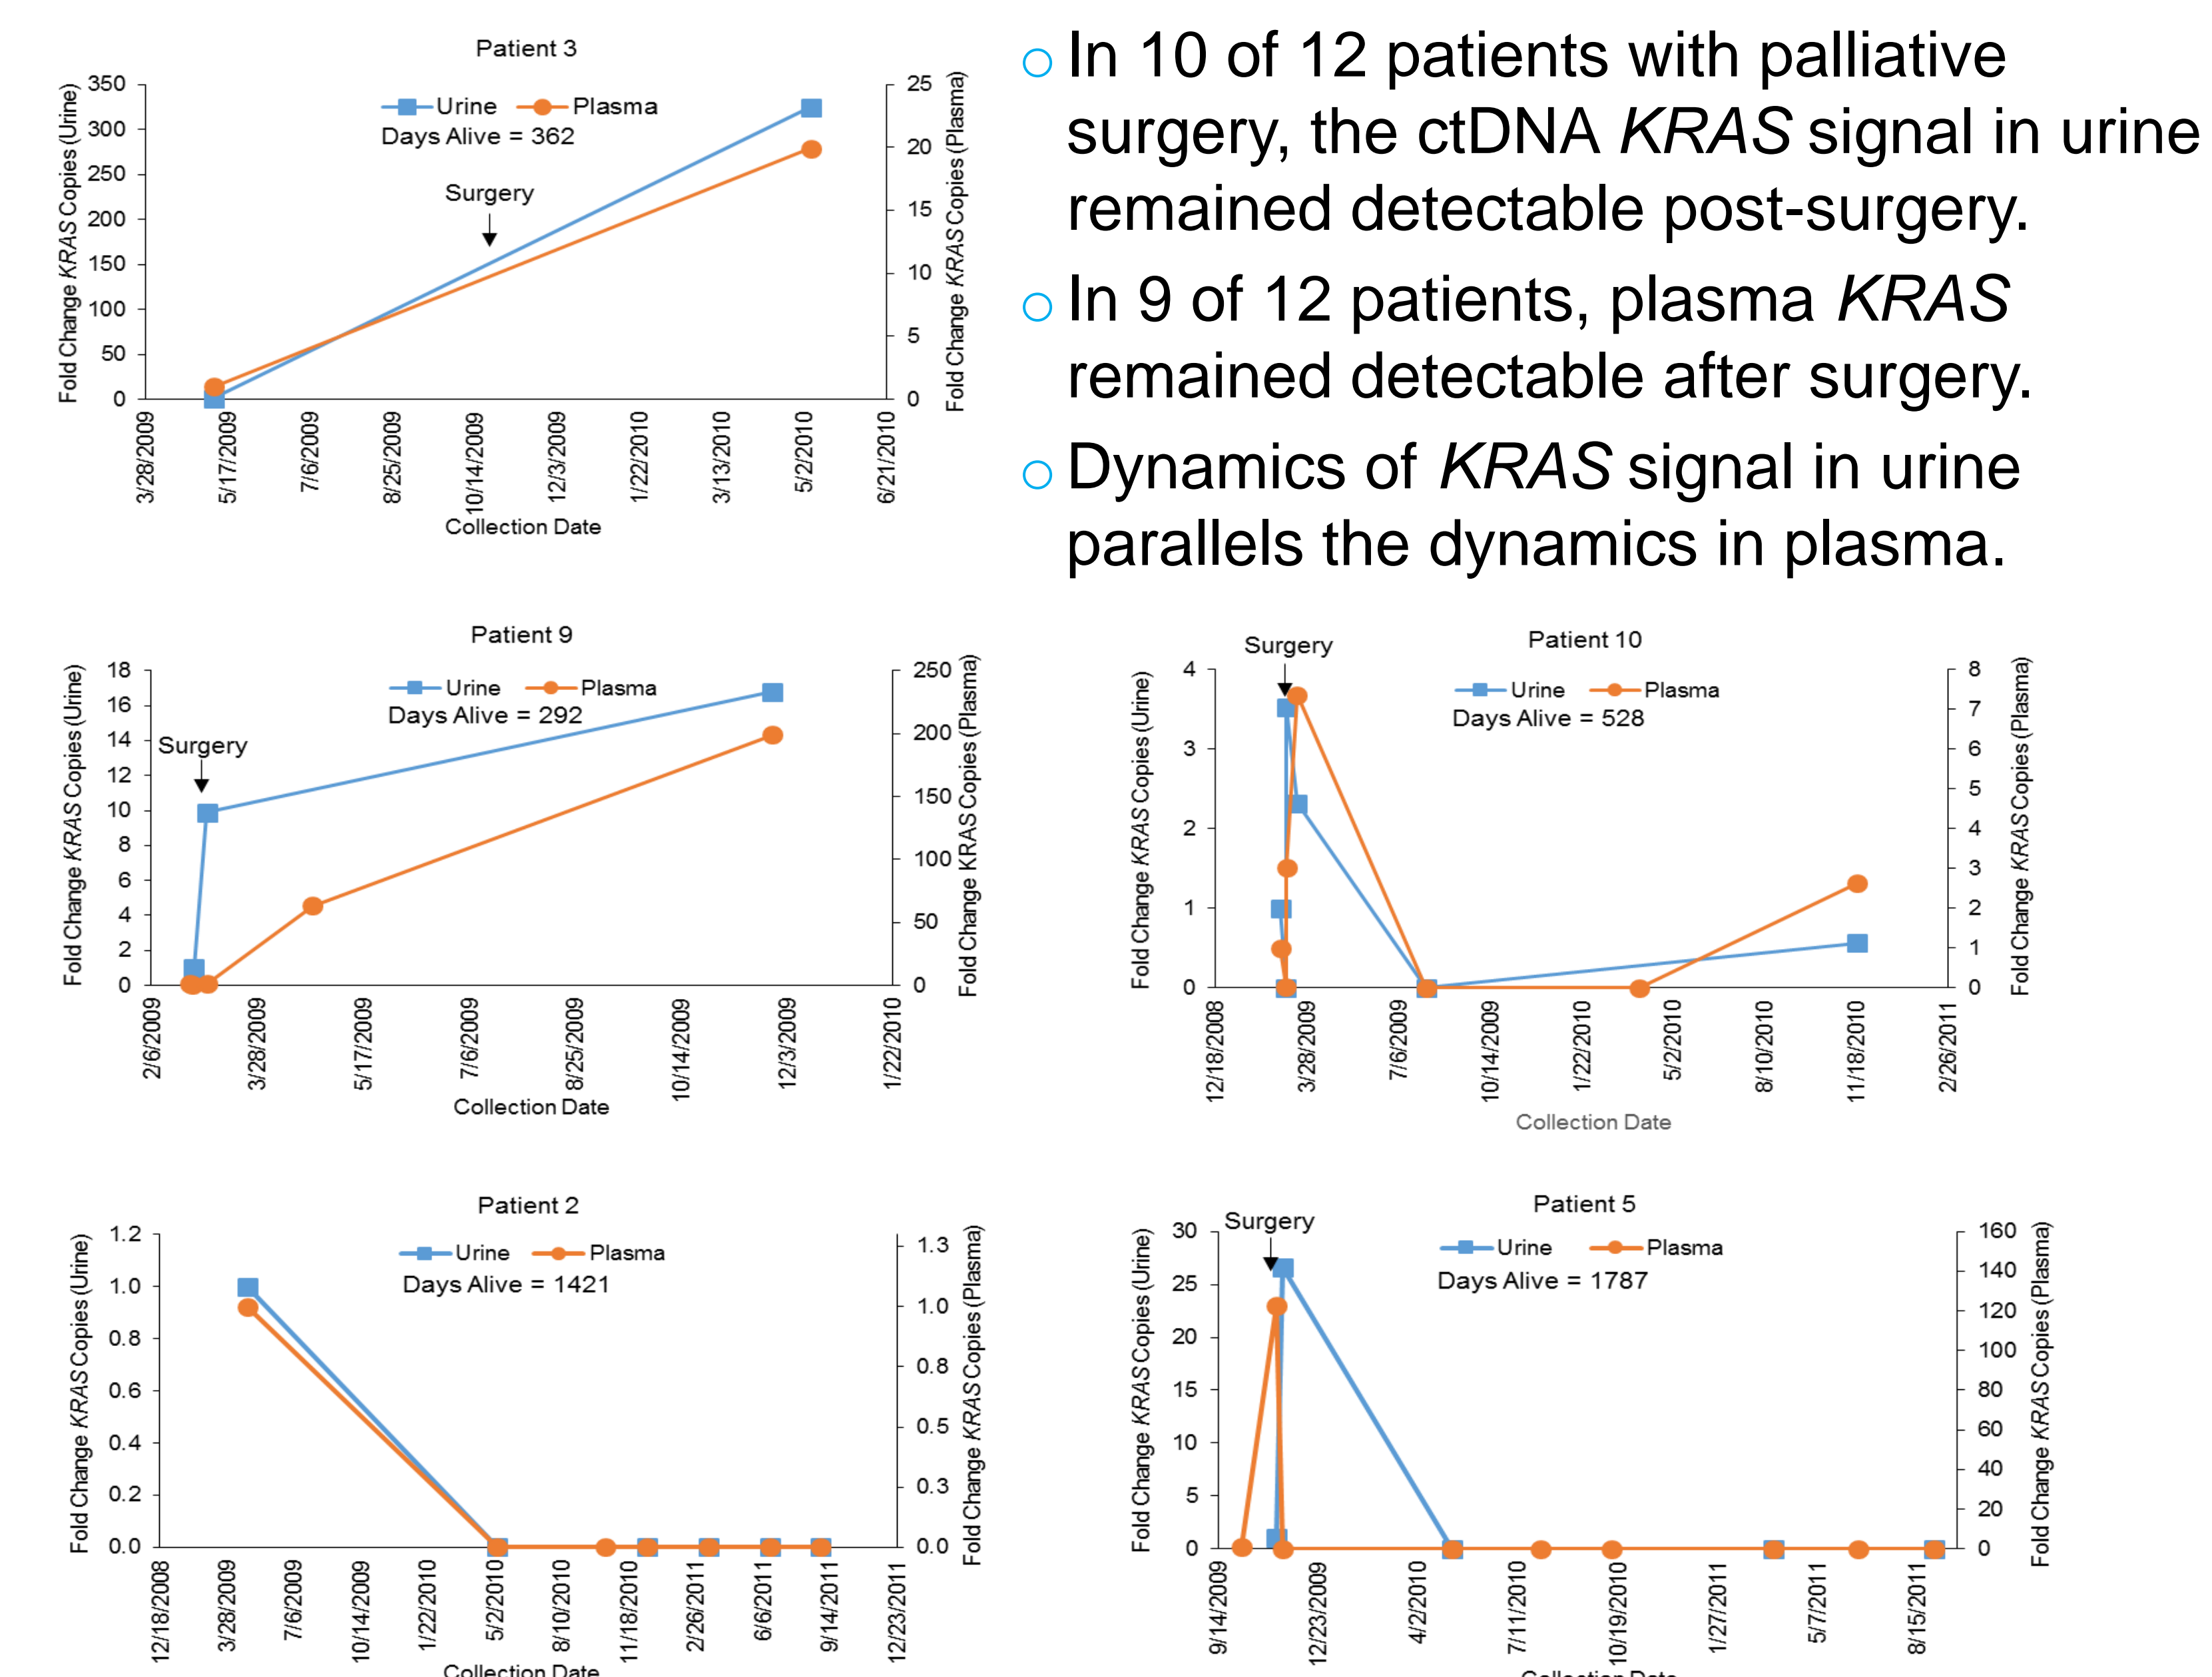 Patient 3
Urine Plasma
Days Alive = 362
Surgery
Fold Change KRAS Copies (Urine)
350
300
250
200
150
100
50
0
Fold Change KRAS Copies (Plasma)
25
20
15
10
5
0
3/28/2009
5/17/2009
7/6/2009
8/25/2009
10/14/2009
12/3/2009
1/22/2010
3/13/2010
5/2/2010
6/21/2010
Collection Date
In 10 of 12 patients with palliative
surgery, the ctDNA KRAS signal in urine
remained detectable post-surgery.
In 9 of 12 patients, plasma KRAS
remained detectable after surgery.
Dynamics of KRAS signal in urine
parallels the dynamics in plasma.
Patient 9
Urine Plasma
Days Alive = 292
Surgery
Fold Change KRAS Copies (Urine)
18
16
14
12
10
8
6
4
2
0
Fold Change KRAS Copies (Plasma)
250
200
150
100
50
0
2/6/2009
3/28/2009
5/17/2009
7/6/2009
8/25/2009
10/14/2009
12/3/2009
1/22/2010
Collection Date
Patient 10
Surgery
Urine Plasma
Days Alive = 528
Fold Change KRAS Copies (Urine)
4
3
2
1
0
Fold Change KRAS Copies (Plasma)
8
7
6
5
4
3
2
1
0
12/18/2008
3/28/2009
7/6/2009
10/14/2009
1/22/2010
5/2/2010
8/10/2010
11/18/2010
2/26/2011
Collection Date
Patient 2
Urine Plasma
Days Alive = 1421
Fold Change KRAS Copies (Urine)
1.2
1.0
0.8
0.6
0.4
0.2
0.0
Fold Change KRAS Copies (Plasma)
1.3
1.0
0.8
0.5
0.3
0.0
12/18/2008
3/28/2009
7/6/2009
10/14/2009
1/22/2010
5/2/2010
8/10/2010
11/18/2010
2/26/2011
6/6/2011
9/14/2011
12/23/2011
Collection Date
Patient 5
Surgery
Urine Plasma
Days Alive = 1787
Fold Change KRAS Copies (Urine)
30
25
20
15
10
5
0
Fold Change KRAS Copies (Plasma)
160
140
120
100
80
60
40
20
0
9/14/2009
12/23/2009
4/2/2010
7/11/2010
10/19/2010
1/27/2011
5/7/2011
8/15/2011
Collection Date